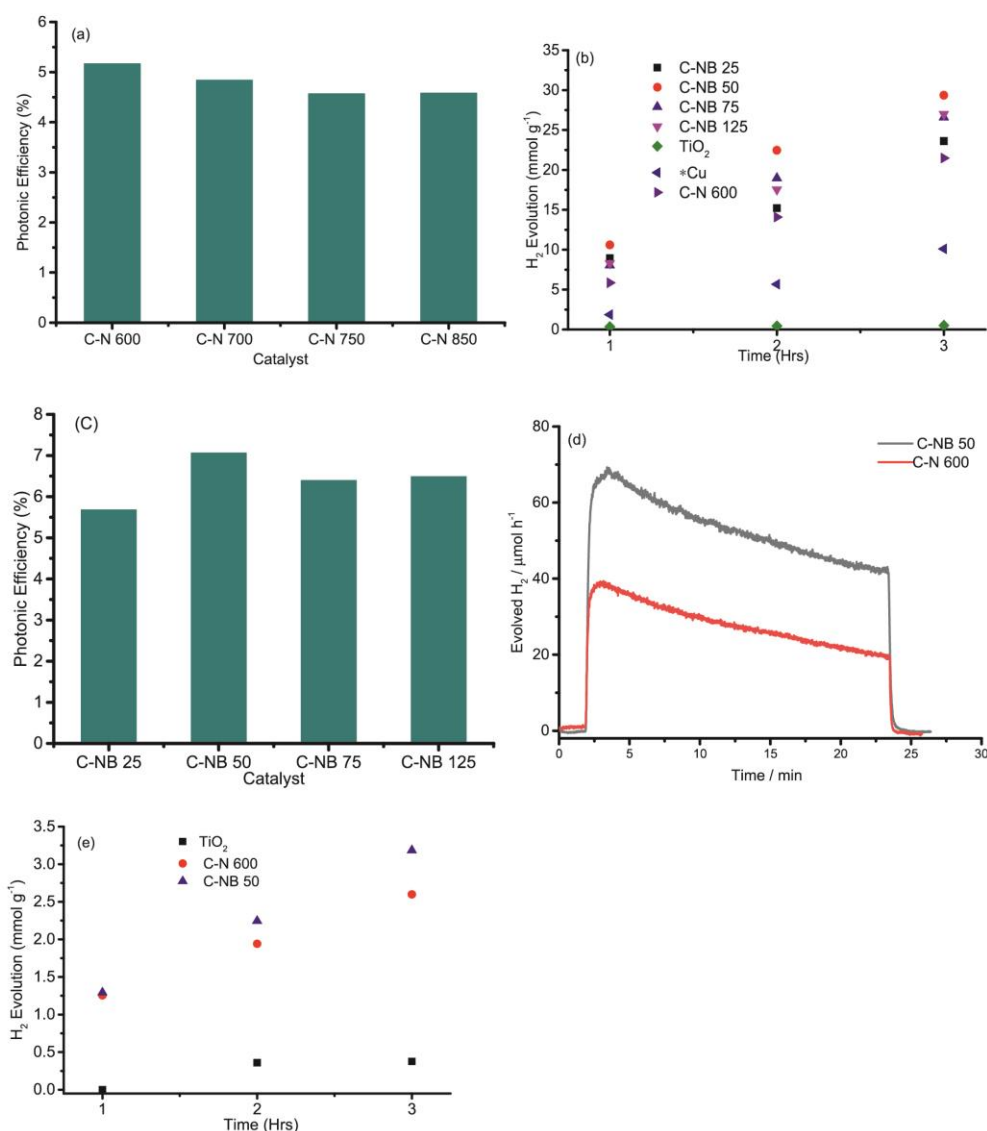 (a)
6
5
4
3
2
1
0
Photonic Efficiency (%)
C-N 600 C-N 700 C-N 750 C-N 850
Catalyst
(b)
C-NB 25
C-NB 50
C-NB 75
C-NB 125
TiO₂
*Cu
C-N 600
35
30
25
20
15
10
5
0
H₂ Evolution (mmol g⁻¹)
1 2 3
Time (Hrs)
(C)
8
7
6
5
4
3
2
1
0
Photonic Efficiency (%)
C-NB 25 C-NB 50 C-NB 75 C-NB 125
Catalyst
(d)
C-NB 50
C-N 600
80
60
40
20
0
Evolved H₂ / μmol h⁻¹
0 5 10 15 20 25 30
Time / min
(e)
TiO₂
C-N 600
C-NB 50
3.5
3.0
2.5
2.0
1.5
1.0
0.5
0.0
H₂ Evolution (mmol g⁻¹)
1 2 3
Time (Hrs)